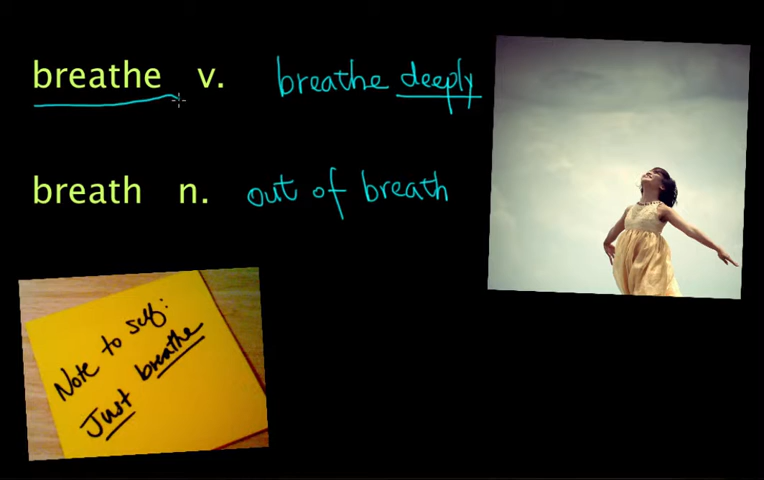 breathe v. breathe deeply
breath n. out of breath
Note to self:
Just breathe